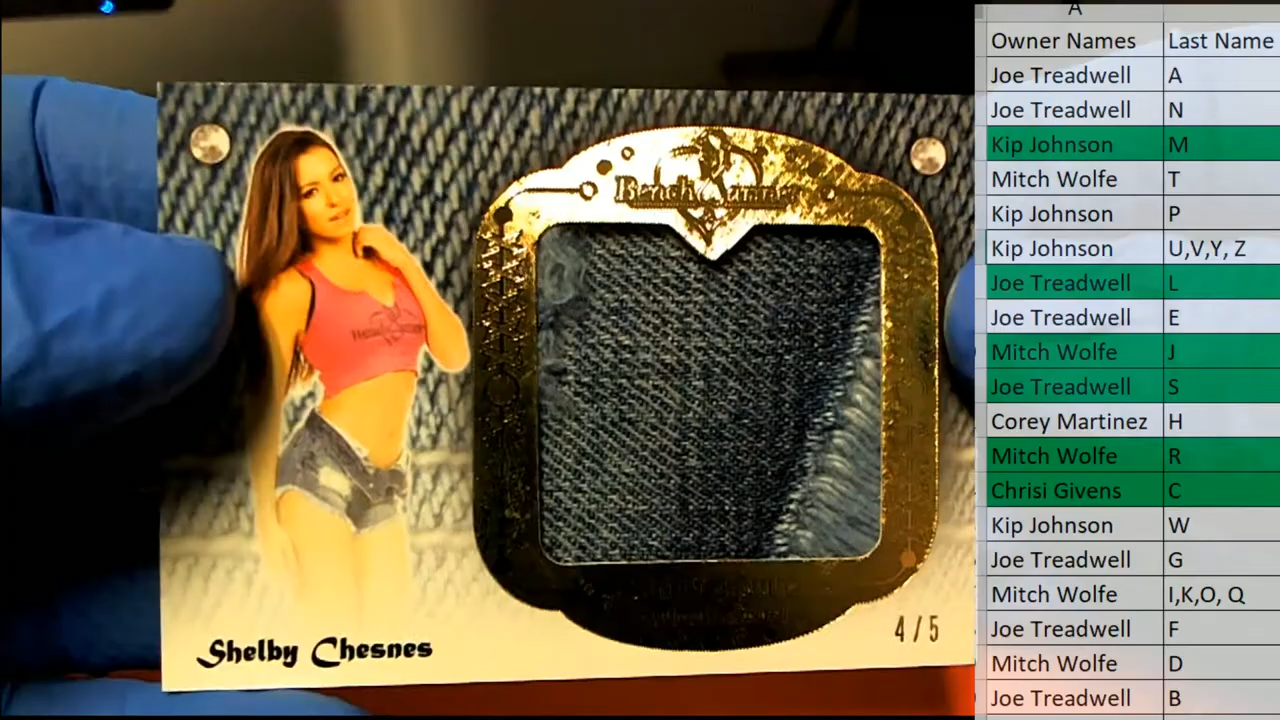 Bench Warmer
Shelby Chesnes
4/5
A
Owner Names Last Name
Joe Treadwell A
Joe Treadwell N
Kip Johnson M
Mitch Wolfe T
Kip Johnson P
Kip Johnson U,V,Y, Z
Joe Treadwell L
Joe Treadwell E
Mitch Wolfe J
Joe Treadwell S
Corey Martinez H
Mitch Wolfe R
Chrisi Givens C
Kip Johnson W
Joe Treadwell G
Mitch Wolfe I,K,O, Q
Joe Treadwell F
Mitch Wolfe D
Joe Treadwell B